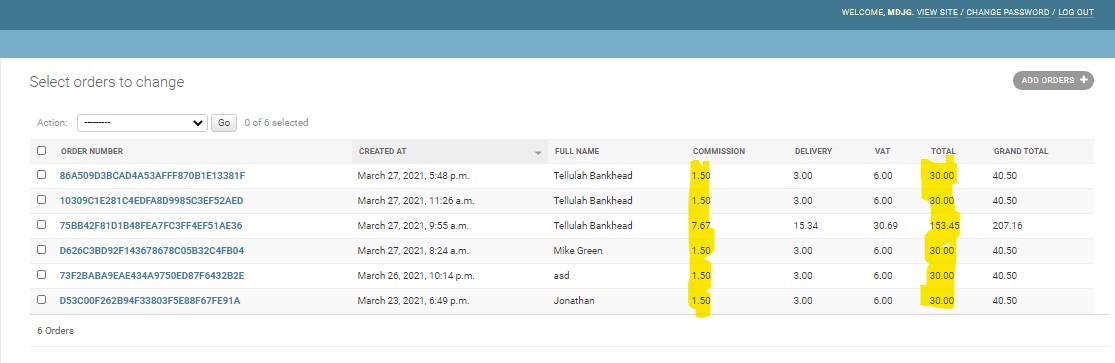 WELCOME, MDJG. VIEW SITE / CHANGE PASSWORD / LOG OUT
Select orders to change
ADD ORDERS +
Action: --------- Go 0 of 6 selected
ORDER NUMBER CREATED AT FULL NAME COMMISSION DELIVERY VAT TOTAL GRAND TOTAL
86A509D3BCAD4A53AFFF870B1E13381F March 27, 2021, 5:48 p.m. Tellulah Bankhead 1.50 3.00 6.00 30.00 40.50
10309C1E281C4EDFA8D9985C3EF52AED March 27, 2021, 11:26 a.m. Tellulah Bankhead 1.50 3.00 6.00 30.00 40.50
75BB42F81D1B48FEA7FC3FF4EF51AE36 March 27, 2021, 9:55 a.m. Tellulah Bankhead 7.67 15.34 30.69 153.45 207.16
D626C3BD92F143678678C05B32C4FB04 March 27, 2021, 8:24 a.m. Mike Green 1.50 3.00 6.00 30.00 40.50
73F2BABA9EAE434A9750ED87F6432B2E March 26, 2021, 10:14 p.m. asd 1.50 3.00 6.00 30.00 40.50
D53C00F262B94F33803F5E88F67FE91A March 23, 2021, 6:49 p.m. Jonathan 1.50 3.00 6.00 30.00 40.50
6 Orders